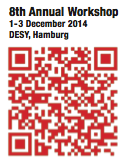 8th Annual Workshop
1-3 December 2014
DESY, Hamburg